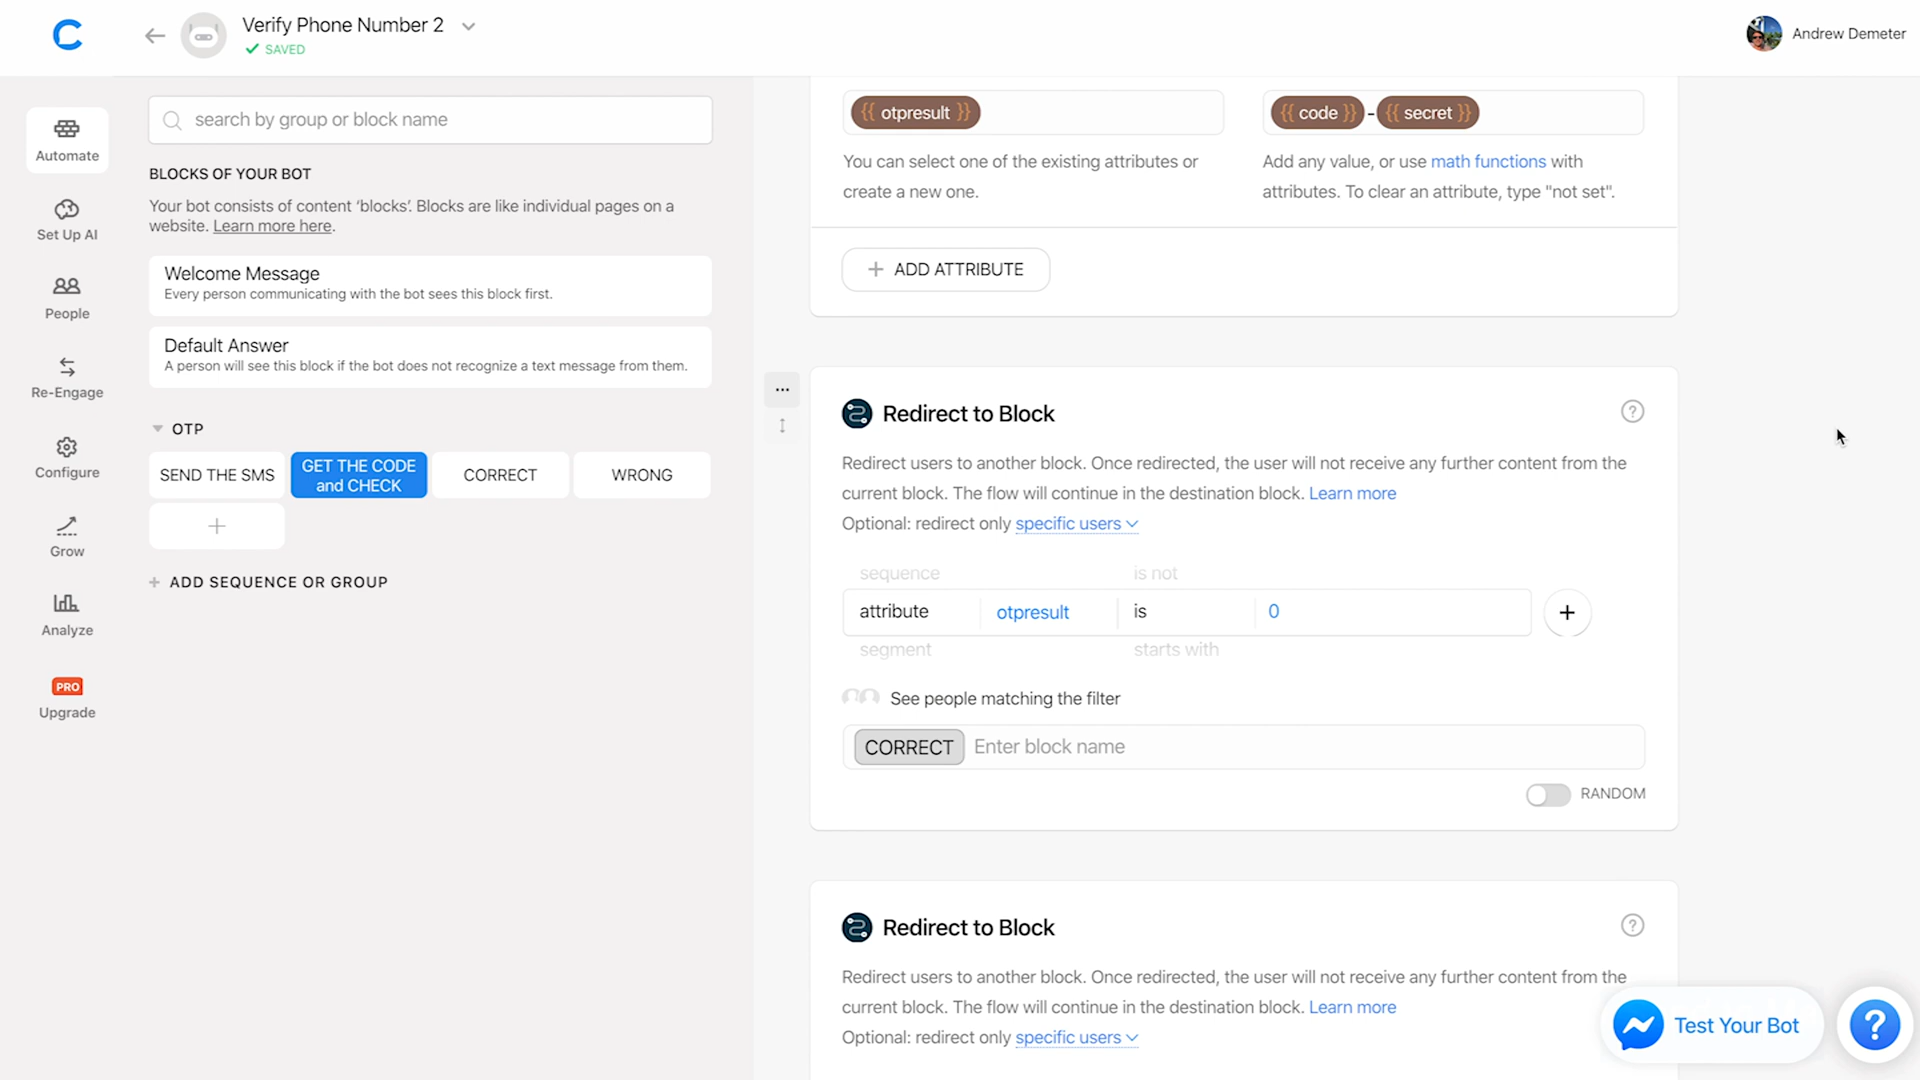 Verify Phone Number 2
SAVED
Andrew Demeter
Automate
Set Up AI
People
Re-Engage
Configure
Grow
Analyze
PRO
Upgrade
search by group or block name
BLOCKS OF YOUR BOT
Your bot consists of content ‘blocks’. Blocks are like individual pages on a
website. Learn more here.
Welcome Message
Every person communicating with the bot sees this block first.
Default Answer
A person will see this block if the bot does not recognize a text message from them.
OTP
SEND THE SMS
GET THE CODE
and CHECK
CORRECT
WRONG
+
+ ADD SEQUENCE OR GROUP
{{ otpresult }}
{{ code }} - {{ secret }}
You can select one of the existing attributes or
create a new one.
Add any value, or use math functions with
attributes. To clear an attribute, type "not set".
+ ADD ATTRIBUTE
Redirect to Block
?
Redirect users to another block. Once redirected, the user will not receive any further content from the
current block. The flow will continue in the destination block. Learn more
Optional: redirect only specific users
sequence is not
attribute otpresult is 0
+
segment starts with
See people matching the filter
CORRECT Enter block name
RANDOM
Redirect to Block
?
Redirect users to another block. Once redirected, the user will not receive any further content from the
current block. The flow will continue in the destination block. Learn more
Optional: redirect only specific users
Test Your Bot
?